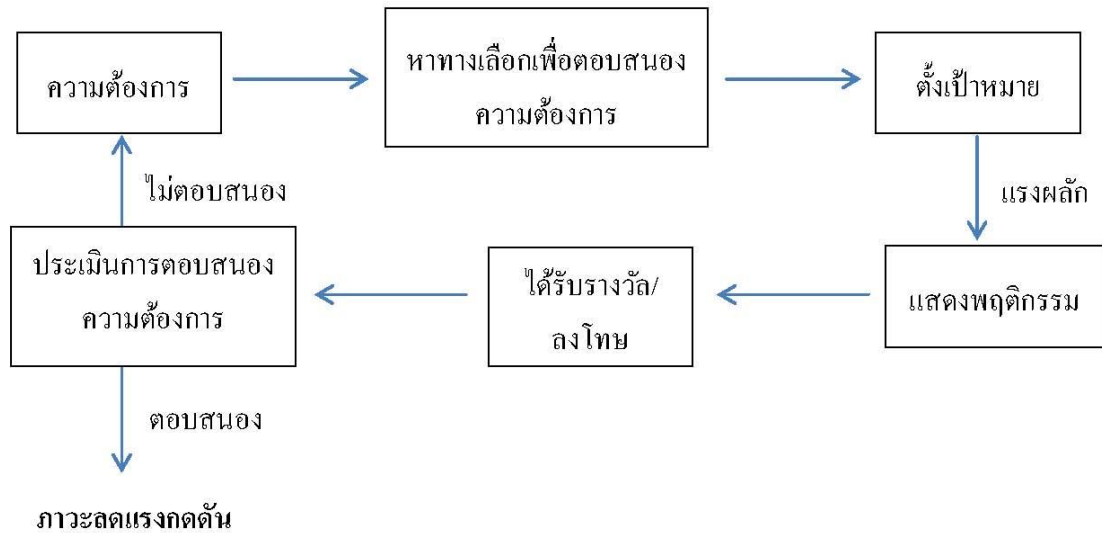 ความต้องการ
หาทางเลือกเพื่อตอบสนอง
ความต้องการ
ตั้งเป้าหมาย
ไม่ตอบสนอง
แรงผลัก
ประเมินการตอบสนอง
ความต้องการ
ได้รับรางวัล/
ลงโทษ
แสดงพฤติกรรม
ตอบสนอง
ภาวะลดแรงกดดัน